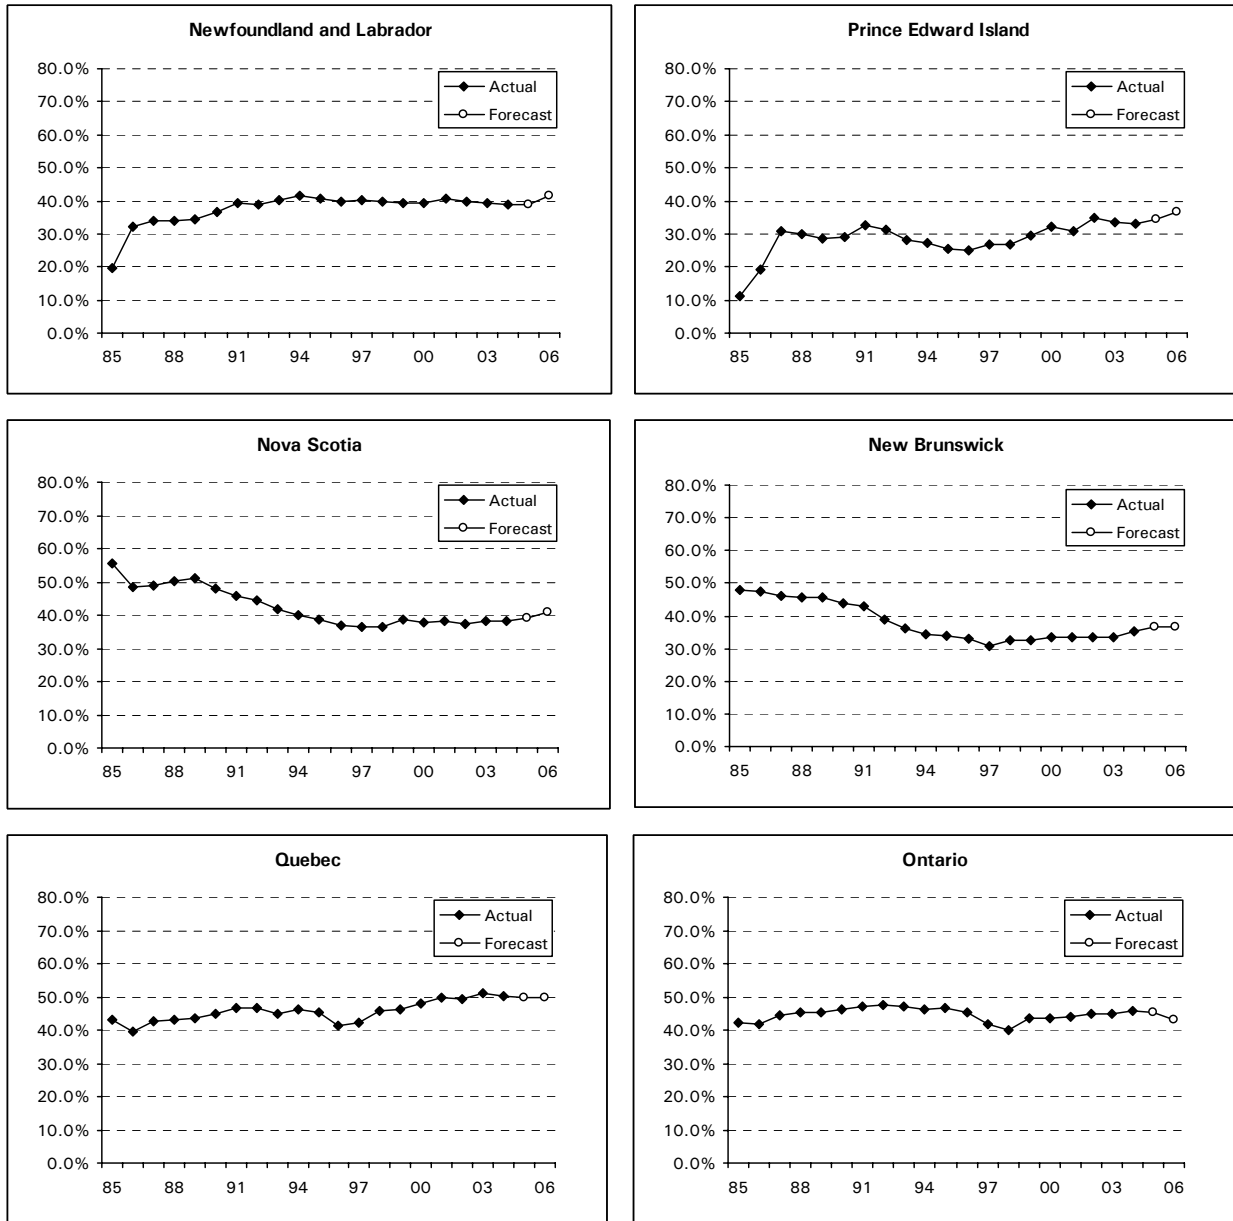 Newfoundland and Labrador
80.0%
70.0%
60.0%
50.0%
40.0%
30.0%
20.0%
10.0%
0.0%
85 88 91 94 97 00 03 06
Actual
Forecast
Prince Edward Island
80.0%
70.0%
60.0%
50.0%
40.0%
30.0%
20.0%
10.0%
0.0%
85 88 91 94 97 00 03 06
Actual
Forecast
Nova Scotia
80.0%
70.0%
60.0%
50.0%
40.0%
30.0%
20.0%
10.0%
0.0%
85 88 91 94 97 00 03 06
Actual
Forecast
New Brunswick
80.0%
70.0%
60.0%
50.0%
40.0%
30.0%
20.0%
10.0%
0.0%
85 88 91 94 97 00 03 06
Actual
Forecast
Quebec
80.0%
70.0%
60.0%
50.0%
40.0%
30.0%
20.0%
10.0%
0.0%
85 88 91 94 97 00 03 06
Actual
Forecast
Ontario
80.0%
70.0%
60.0%
50.0%
40.0%
30.0%
20.0%
10.0%
0.0%
85 88 91 94 97 00 03 06
Actual
Forecast